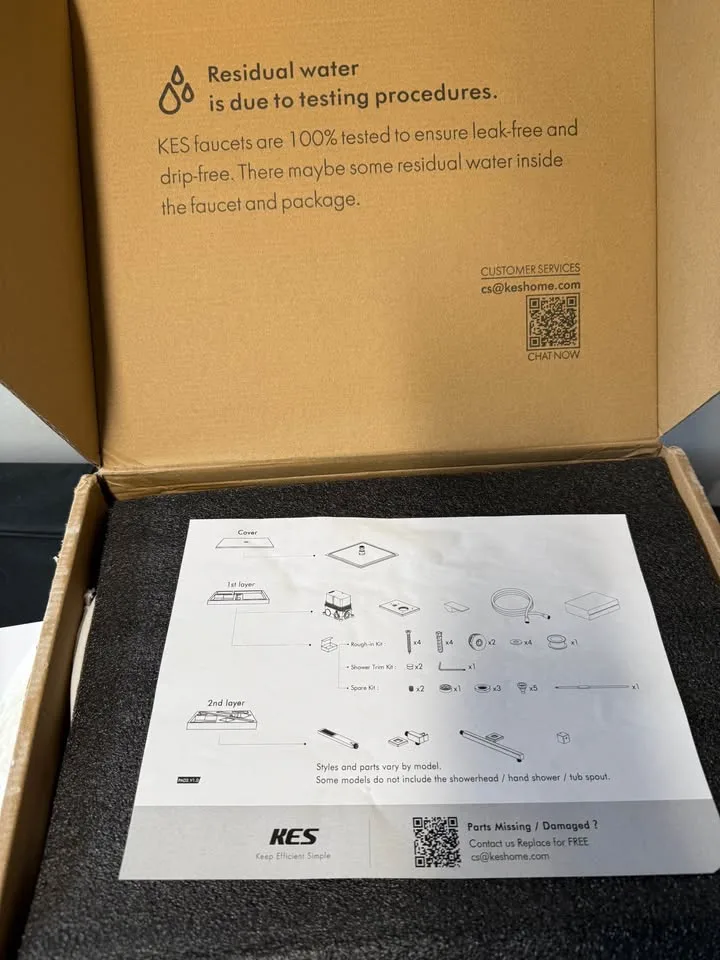 Residual water
is due to testing procedures.
KES faucets are 100% tested to ensure leak-free and
drip-free. There maybe some residual water inside
the faucet and package.
CUSTOMER SERVICES
cs@keshome.com
CHAT NOW
Cover
1st layer
Rough-in Kit : x4 x4 x2 x4 x1
Shower Trim Kit : x2 x1
Spare Kit : x2 x1 x3 x5 x1
2nd layer
Styles and parts vary by model.
Some models do not include the showerhead / hand shower / tub spout.
KES
Keep Efficient Simple
Parts Missing / Damaged ?
Contact us Replace for FREE
cs@keshome.com